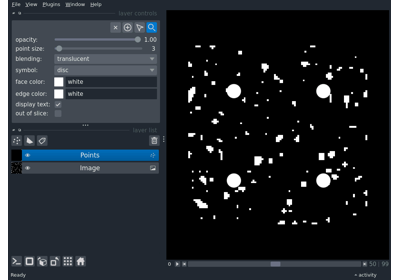 File View Plugins Window Help
layer controls
opacity: 1.00
point size: 3
blending: translucent
symbol: disc
face color: white
edge color: white
display text:
out of slice:
layer list
Points
Image
50 99
activity